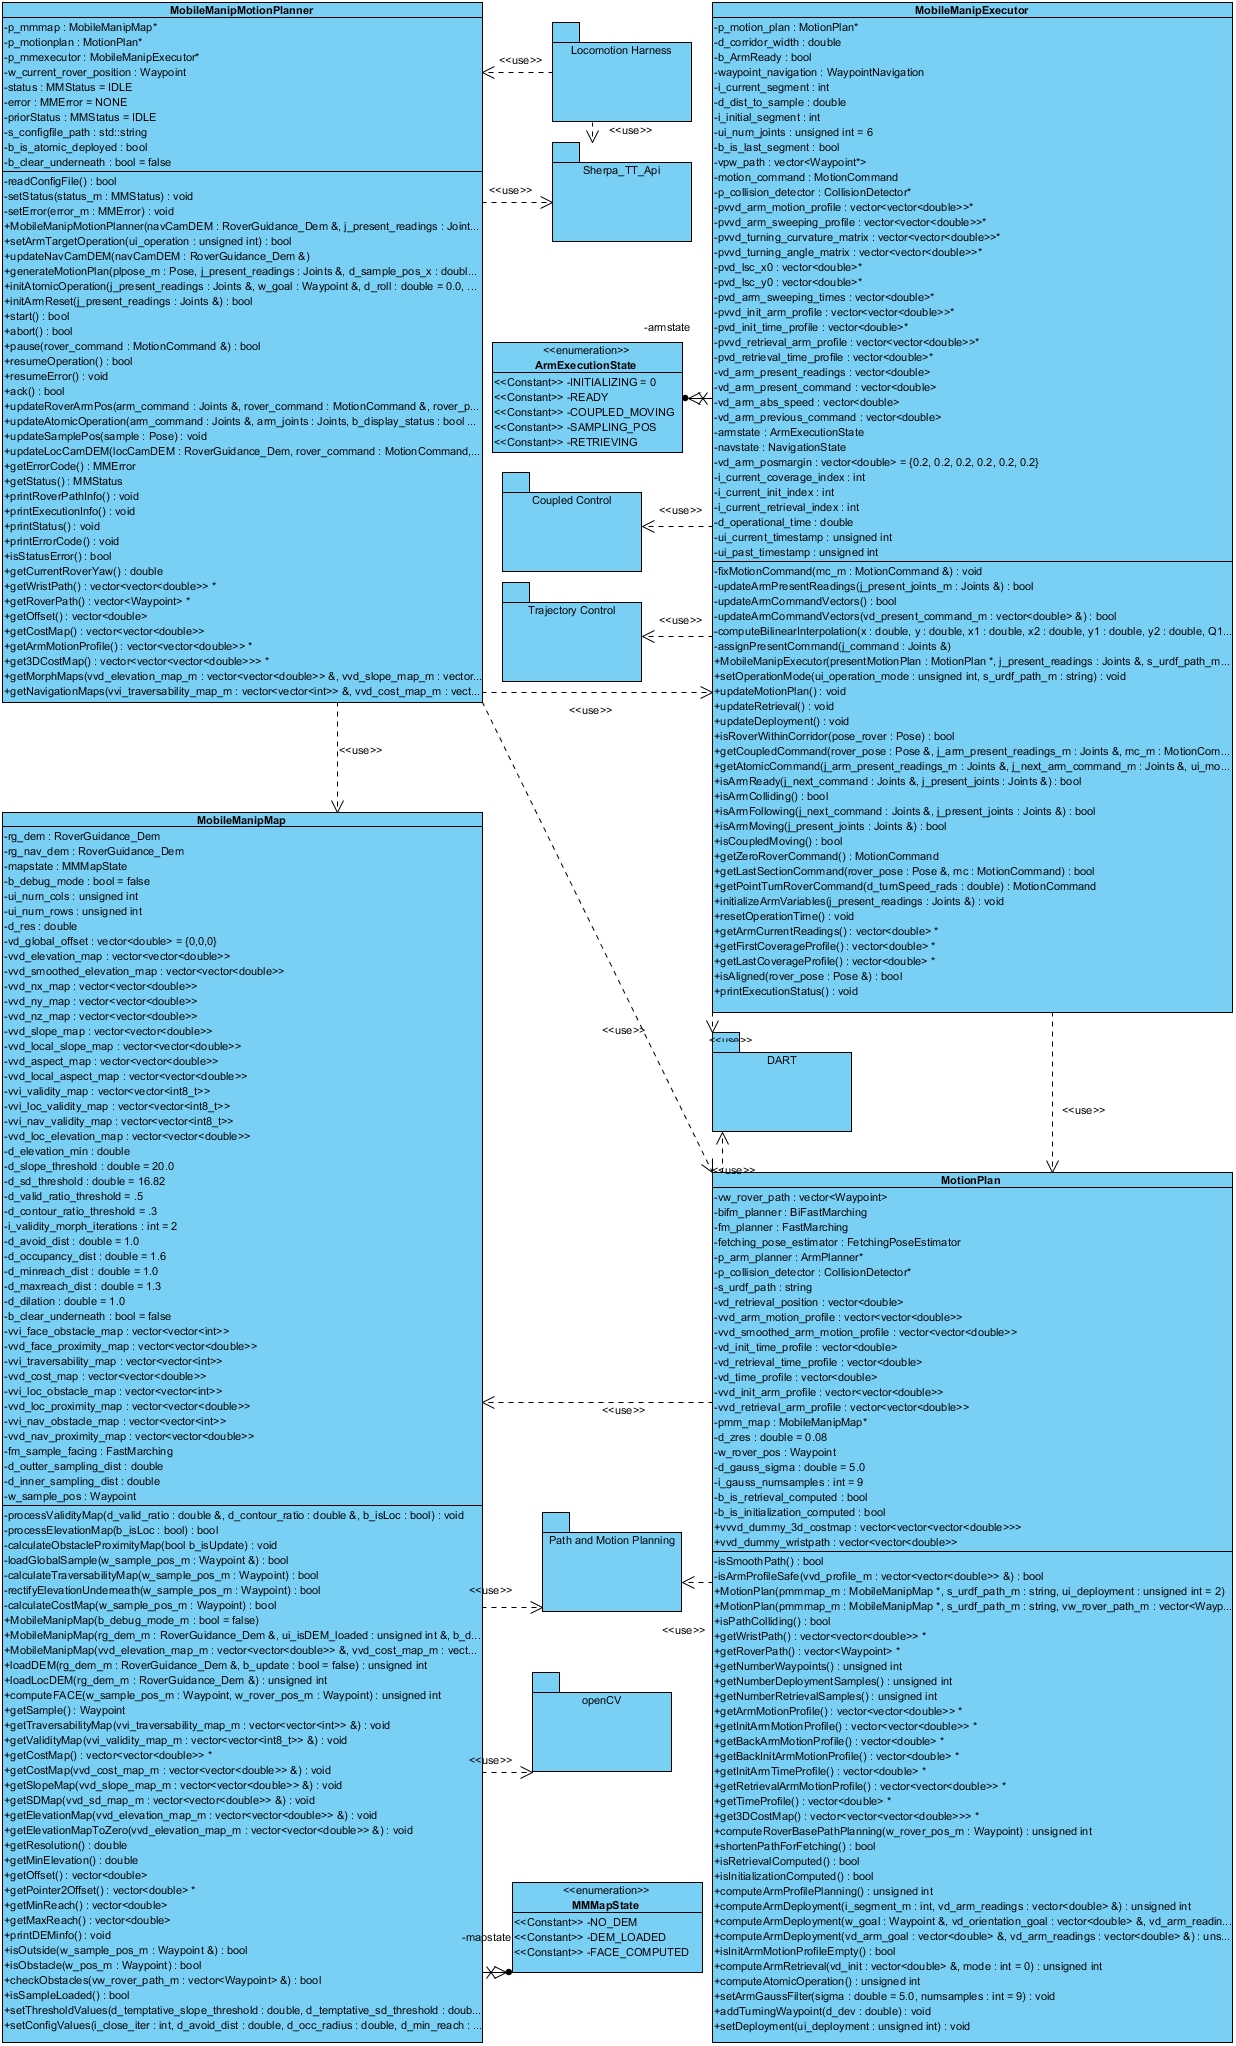 MobileManipMotionPlanner
-p_mmmap : MobileManipMap*
-p_motionplan : MotionPlan*
-p_mmexecutor : MobileManipExecutor*
-w_current_rover_position : Waypoint
-status : MMStatus = IDLE
-error : MMError = NONE
-priorStatus : MMStatus = IDLE
-s_configfile_path : std::string
-b_is_atomic_deployed : bool
-b_clear_underneath : bool = false
-readConfigFile() : bool
-setStatus(status_m : MMStatus) : void
-setError(error_m : MMError) : void
+MobileManipMotionPlanner(navCamDEM : RoverGuidance_Dem &, j_present_readings : Joint...
+setArmTargetOperation(ui_operation : unsigned int) : bool
+updateNavCamDEM(navCamDEM : RoverGuidance_Dem &)
+generateMotionPlan(plpose_m : Pose, j_present_readings : Joints &, d_sample_pos_x : doubl...
+initAtomicOperation(j_present_readings : Joints &, w_goal : Waypoint &, d_roll : double = 0.0, ...
+initArmReset(j_present_readings : Joints &) : bool
+start() : bool
+abort() : bool
+pause(rover_command : MotionCommand &) : bool
+resumeOperation() : bool
+resumeError() : void
+ack() : bool
+updateRoverArmPos(arm_command : Joints &, rover_command : MotionCommand &, rover_p...
+updateAtomicOperation(arm_command : Joints &, arm_joints : Joints, b_display_status : bool ...
+updateSamplePos(sample : Pose) : void
+updateLocCamDEM(locCamDEM : RoverGuidance_Dem, rover_command : MotionCommand,...
+getErrorCode() : MMError
+getStatus() : MMStatus
+printRoverPathInfo() : void
+printExecutionInfo() : void
+printStatus() : void
+printErrorCode() : void
+isStatusError() : bool
+getCurrentRoverYaw() : double
+getWristPath() : vector<vector<double>> *
+getRoverPath() : vector<Waypoint> *
+getOffset() : vector<double>
+getCostMap() : vector<vector<double>>
+getArmMotionProfile() : vector<vector<double>> *
+get3DCostMap() : vector<vector<vector<double>>> *
+getMorphMaps(vvd_elevation_map_m : vector<vector<double>> &, vvd_slope_map_m : vector...
+getNavigationMaps(vvi_traversability_map_m : vector<vector<int>> &, vvd_cost_map_m : vect...
<<use>>
Locomotion Harness
<<use>>
<<use>>
Sherpa_TT_Api
-armstate
<<enumeration>>
ArmExecutionState
<<Constant>> -INITIALIZING = 0
<<Constant>> -READY
<<Constant>> -COUPLED_MOVING
<<Constant>> -SAMPLING_POS
<<Constant>> -RETRIEVING
Coupled Control
<<use>>
Trajectory Control
<<use>>
<<use>>
<<use>>
<<use>>
MobileManipExecutor
-p_motion_plan : MotionPlan*
-d_corridor_width : double
-b_ArmReady : bool
-waypoint_navigation : WaypointNavigation
-i_current_segment : int
-d_dist_to_sample : double
-i_initial_segment : int
-ui_num_joints : unsigned int = 6
-b_is_last_segment : bool
-vpw_path : vector<Waypoint*>
-motion_command : MotionCommand
-p_collision_detector : CollisionDetector*
-pvvd_arm_motion_profile : vector<vector<double>>*
-pvvd_arm_sweeping_profile : vector<vector<double>>*
-pvvd_turning_curvature_matrix : vector<vector<double>>*
-pvvd_turning_angle_matrix : vector<vector<double>>*
-pvd_lsc_x0 : vector<double>*
-pvd_lsc_y0 : vector<double>*
-pvd_arm_sweeping_times : vector<double>*
-pvvd_init_arm_profile : vector<vector<double>>*
-pvd_init_time_profile : vector<double>*
-pvvd_retrieval_arm_profile : vector<vector<double>>*
-pvd_retrieval_time_profile : vector<double>*
-vd_arm_present_readings : vector<double>
-vd_arm_present_command : vector<double>
-vd_arm_abs_speed : vector<double>
-vd_arm_previous_command : vector<double>
-armstate : ArmExecutionState
-navstate : NavigationState
-vd_arm_posmargin : vector<double> = {0.2, 0.2, 0.2, 0.2, 0.2, 0.2}
-i_current_coverage_index : int
-i_current_init_index : int
-i_current_retrieval_index : int
-d_operational_time : double
-ui_current_timestamp : unsigned int
-ui_past_timestamp : unsigned int
-fixMotionCommand(mc_m : MotionCommand &) : void
-updateArmPresentReadings(j_present_joints_m : Joints &) : bool
-updateArmCommandVectors() : bool
-updateArmCommandVectors(vd_present_command_m : vector<double> &) : bool
-computeBilinearInterpolation(x : double, y : double, x1 : double, x2 : double, y1 : double, y2 : double, Q1...
-assignPresentCommand(j_command : Joints &)
+MobileManipExecutor(presentMotionPlan : MotionPlan *, j_present_readings : Joints &, s_urdf_path_m...
+setOperationMode(ui_operation_mode : unsigned int, s_urdf_path_m : string) : void
+updateMotionPlan() : void
+updateRetrieval() : void
+updateDeployment() : void
+isRoverWithinCorridor(pose_rover : Pose) : bool
+getCoupledCommand(rover_pose : Pose &, j_arm_present_readings_m : Joints &, mc_m : MotionCom...
+getAtomicCommand(j_arm_present_readings_m : Joints &, j_next_arm_command_m : Joints &, ui_mo...
+isArmReady(j_next_command : Joints &, j_present_joints : Joints &) : bool
+isArmColliding() : bool
+isArmFollowing(j_next_command : Joints &, j_present_joints : Joints &) : bool
+isArmMoving(j_present_joints : Joints &) : bool
+isCoupledMoving() : bool
+getZeroRoverCommand() : MotionCommand
+getLastSectionCommand(rover_pose : Pose &, mc : MotionCommand) : bool
+getPointTurnRoverCommand(d_turnSpeed_rads : double) : MotionCommand
+initializeArmVariables(j_present_readings : Joints &) : void
+resetOperationTime() : void
+getArmCurrentReadings() : vector<double> *
+getFirstCoverageProfile() : vector<double> *
+getLastCoverageProfile() : vector<double> *
+isAligned(rover_pose : Pose &) : bool
+printExecutionStatus() : void
<<use>>
DART
<<use>>
<<use>>
MobileManipMap
-rg_dem : RoverGuidance_Dem
-rg_nav_dem : RoverGuidance_Dem
-mapstate : MMMapState
-b_debug_mode : bool = false
-ui_num_cols : unsigned int
-ui_num_rows : unsigned int
-d_res : double
-vd_global_offset : vector<double> = {0,0,0}
-vvd_elevation_map : vector<vector<double>>
-vvd_smoothed_elevation_map : vector<vector<double>>
-vvd_nx_map : vector<vector<double>>
-vvd_ny_map : vector<vector<double>>
-vvd_nz_map : vector<vector<double>>
-vvd_slope_map : vector<vector<double>>
-vvd_local_slope_map : vector<vector<double>>
-vvd_aspect_map : vector<vector<double>>
-vvd_local_aspect_map : vector<vector<double>>
-vvi_validity_map : vector<vector<int8_t>>
-vvi_loc_validity_map : vector<vector<int8_t>>
-vvi_nav_validity_map : vector<vector<int8_t>>
-vvd_loc_elevation_map : vector<vector<double>>
-d_elevation_min : double
-d_slope_threshold : double = 20.0
-d_sd_threshold : double = 16.82
-d_valid_ratio_threshold = .5
-d_contour_ratio_threshold = .3
-i_validity_morph_iterations : int = 2
-d_avoid_dist : double = 1.0
-d_occupancy_dist : double = 1.6
-d_minreach_dist : double = 1.0
-d_maxreach_dist : double = 1.3
-d_dilation : double = 1.0
-b_clear_underneath : bool = false
-vvi_face_obstacle_map : vector<vector<int>>
-vvd_face_proximity_map : vector<vector<double>>
-vvi_traversability_map : vector<vector<int>>
-vvd_cost_map : vector<vector<double>>
-vvi_loc_obstacle_map : vector<vector<int>>
-vvd_loc_proximity_map : vector<vector<double>>
-vvi_nav_obstacle_map : vector<vector<int>>
-vvd_nav_proximity_map : vector<vector<double>>
-fm_sample_facing : FastMarching
-d_outter_sampling_dist : double
-d_inner_sampling_dist : double
-w_sample_pos : Waypoint
-processValidityMap(d_valid_ratio : double &, d_contour_ratio : double &, b_isLoc : bool) : void
-processElevationMap(b_isLoc : bool) : bool
-calculateObstacleProximityMap(bool b_isUpdate) : void
-loadGlobalSample(w_sample_pos_m : Waypoint &) : bool
-calculateTraversabilityMap(w_sample_pos_m : Waypoint) : bool
-rectifyElevationUnderneath(w_sample_pos_m : Waypoint) : bool
-calculateCostMap(w_sample_pos_m : Waypoint) : bool
+MobileManipMap(b_debug_mode_m : bool = false)
+MobileManipMap(rg_dem_m : RoverGuidance_Dem &, ui_isDEM_loaded : unsigned int &, b_d...
+MobileManipMap(vvd_elevation_map_m : vector<vector<double>> &, vvd_cost_map_m : vect...
+loadDEM(rg_dem_m : RoverGuidance_Dem &, b_update : bool = false) : unsigned int
+loadLocDEM(rg_dem_m : RoverGuidance_Dem &) : unsigned int
+computeFACE(w_sample_pos_m : Waypoint, w_rover_pos_m : Waypoint) : unsigned int
+getSample() : Waypoint
+getTraversabilityMap(vvi_traversability_map_m : vector<vector<int>> &) : void
+getValidityMap(vvi_validity_map_m : vector<vector<int8_t>> &) : void
+getCostMap() : vector<vector<double>> *
+getCostMap(vvd_cost_map_m : vector<vector<double>> &) : void
+getSlopeMap(vvd_slope_map_m : vector<vector<double>> &) : void
+getSDMap(vvd_sd_map_m : vector<vector<double>> &) : void
+getElevationMap(vvd_elevation_map_m : vector<vector<double>> &) : void
+getElevationMapToZero(vvd_elevation_map_m : vector<vector<double>> &) : void
+getResolution() : double
+getMinElevation() : double
+getOffset() : vector<double>
+getPointer2Offset() : vector<double> *
+getMinReach() : vector<double>
+getMaxReach() : vector<double>
+printDEMinfo() : void
+isOutside(w_sample_pos_m : Waypoint &) : bool
+isObstacle(w_pos_m : Waypoint) : bool
+checkObstacles(vw_rover_path_m : vector<Waypoint> &) : bool
+isSampleLoaded() : bool
+setThresholdValues(d_temptative_slope_threshold : double, d_temptative_sd_threshold : doub...
+setConfigValues(i_close_iter : int, d_avoid_dist : double, d_occ_radius : double, d_min_reach : ...
<<use>>
Path and Motion Planning
<<use>>
<<use>>
openCV
<<use>>
<<enumeration>>
MMMapState
<<Constant>> -NO_DEM
<<Constant>> -DEM_LOADED
<<Constant>> -FACE_COMPUTED
-mapstate
<<use>>
MotionPlan
-vw_rover_path : vector<Waypoint>
-bifm_planner : BiFastMarching
-fm_planner : FastMarching
-fetching_pose_estimator : FetchingPoseEstimator
-p_arm_planner : ArmPlanner*
-p_collision_detector : CollisionDetector*
-s_urdf_path : string
-vd_retrieval_position : vector<double>
-vvd_arm_motion_profile : vector<vector<double>>
-vvd_smoothed_arm_motion_profile : vector<vector<double>>
-vd_init_time_profile : vector<double>
-vd_retrieval_time_profile : vector<double>
-vd_time_profile : vector<double>
-vvd_init_arm_profile : vector<vector<double>>
-vvd_retrieval_arm_profile : vector<vector<double>>
-pmm_map : MobileManipMap*
-d_zres : double = 0.08
-w_rover_pos : Waypoint
-d_gauss_sigma : double = 5.0
-i_gauss_numsamples : int = 9
-b_is_retrieval_computed : bool
-b_is_initialization_computed : bool
+vvvd_dummy_3d_costmap : vector<vector<vector<double>>>
+vvd_dummy_wristpath : vector<vector<double>>
-isSmoothPath() : bool
-isArmProfileSafe(vvd_profile_m : vector<vector<double>> &) : bool
+MotionPlan(pmmmap_m : MobileManipMap *, s_urdf_path_m : string, ui_deployment : unsigned int = 2)
+MotionPlan(pmmmap_m : MobileManipMap *, s_urdf_path_m : string, vw_rover_path_m : vector<Wayp...
+isPathColliding() : bool
+getWristPath() : vector<vector<double>> *
+getRoverPath() : vector<Waypoint> *
+getNumberWaypoints() : unsigned int
+getNumberDeploymentSamples() : unsigned int
+getNumberRetrievalSamples() : unsigned int
+getArmMotionProfile() : vector<vector<double>> *
+getInitArmMotionProfile() : vector<vector<double>> *
+getBackArmMotionProfile() : vector<double> *
+getBackInitArmMotionProfile() : vector<double> *
+getInitArmTimeProfile() : vector<double> *
+getRetrievalArmMotionProfile() : vector<vector<double>> *
+getTimeProfile() : vector<double> *
+get3DCostMap() : vector<vector<vector<double>>> *
+computeRoverBasePathPlanning(w_rover_pos_m : Waypoint) : unsigned int
+shortenPathForFetching() : bool
+isRetrievalComputed() : bool
+isInitializationComputed() : bool
+computeArmProfilePlanning() : unsigned int
+computeArmDeployment(i_segment_m : int, vd_arm_readings : vector<double> &) : unsigned int
+computeArmDeployment(w_goal : Waypoint &, vd_orientation_goal : vector<double> &, vd_arm_readin...
+computeArmDeployment(vd_arm_goal : vector<double> &, vd_arm_readings : vector<double> &) : uns...
+isInitArmMotionProfileEmpty() : bool
+computeArmRetrieval(vd_init : vector<double> &, mode : int = 0) : unsigned int
+computeAtomicOperation() : unsigned int
+setArmGaussFilter(sigma : double = 5.0, numsamples : int = 9) : void
+addTurningWaypoint(d_dev : double) : void
+setDeployment(ui_deployment : unsigned int) : void